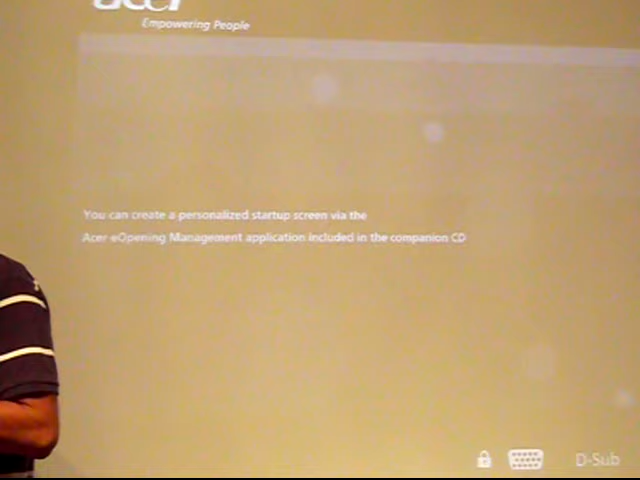 acer
Empowering People
You can create a personalized startup screen via the
Acer eOpening Management application included in the companion CD
D-Sub